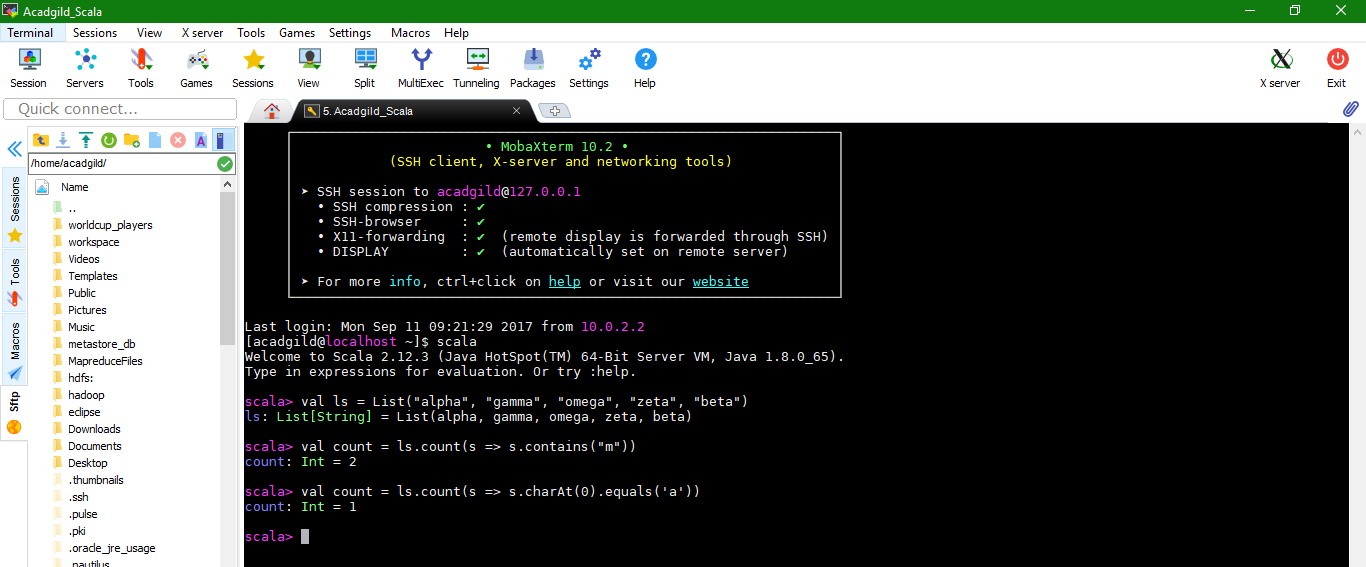 Acadgild_Scala
Terminal Sessions View X server Tools Games Settings Macros Help
Session Servers Tools Games Sessions View Split MultiExec Tunneling Packages Settings Help X server Exit
Quick connect...
5. Acadgild_Scala
/home/acadgild/
Name
..
worldcup_players
workspace
Videos
Templates
Public
Pictures
Music
metastore_db
MapreduceFiles
hdfs:
hadoop
eclipse
Downloads
Documents
Desktop
.thumbnails
.ssh
.pulse
.pki
.oracle_jre_usage
.nautilus
Sessions
Tools
Macros
Sftp
• MobaXterm 10.2 •
(SSH client, X-server and networking tools)
➤ SSH session to acadgild@127.0.0.1
• SSH compression : ✔
• SSH-browser : ✔
• X11-forwarding : ✔ (remote display is forwarded through SSH)
• DISPLAY : ✔ (automatically set on remote server)
➤ For more info, ctrl+click on help or visit our website
Last login: Mon Sep 11 09:21:29 2017 from 10.0.2.2
[acadgild@localhost ~]$ scala
Welcome to Scala 2.12.3 (Java HotSpot(TM) 64-Bit Server VM, Java 1.8.0_65).
Type in expressions for evaluation. Or try :help.
scala> val ls = List("alpha", "gamma", "omega", "zeta", "beta")
ls: List[String] = List(alpha, gamma, omega, zeta, beta)
scala> val count = ls.count(s => s.contains("m"))
count: Int = 2
scala> val count = ls.count(s => s.charAt(0).equals('a'))
count: Int = 1
scala>